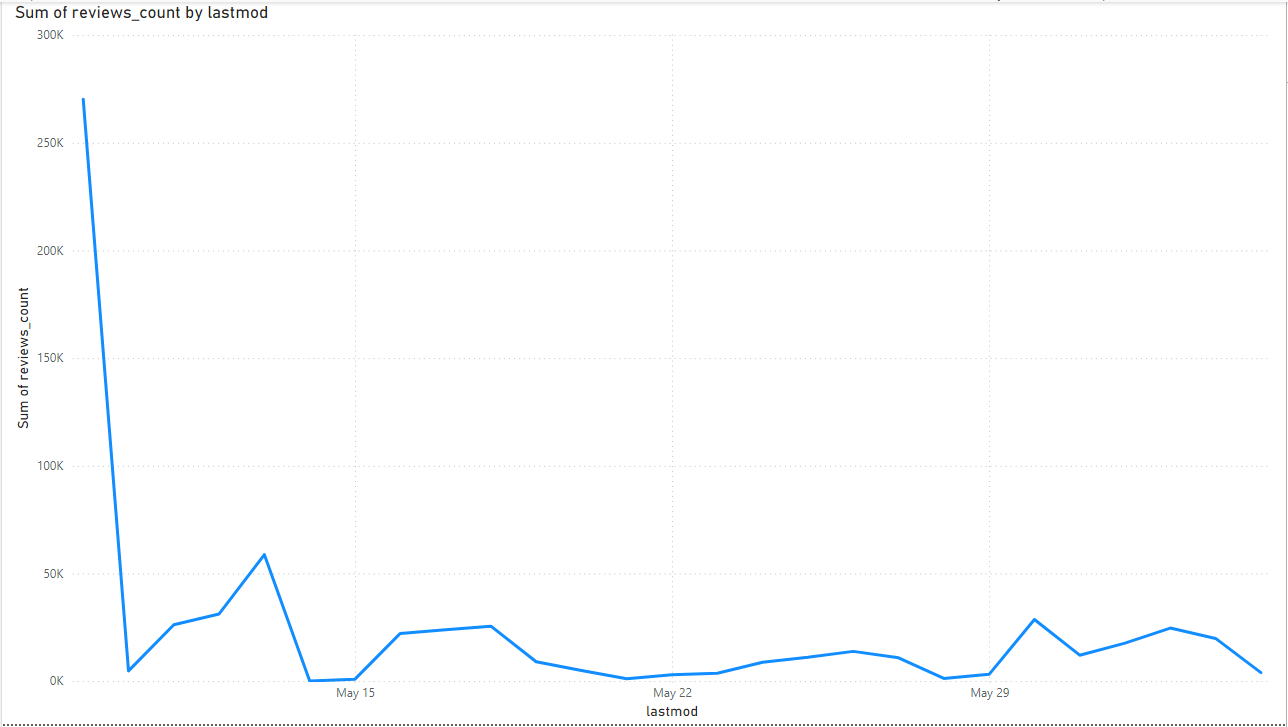 Sum of reviews_count by lastmod
300K
250K
200K
150K
100K
50K
0K
Sum of reviews_count
May 15
May 22
May 29
lastmod